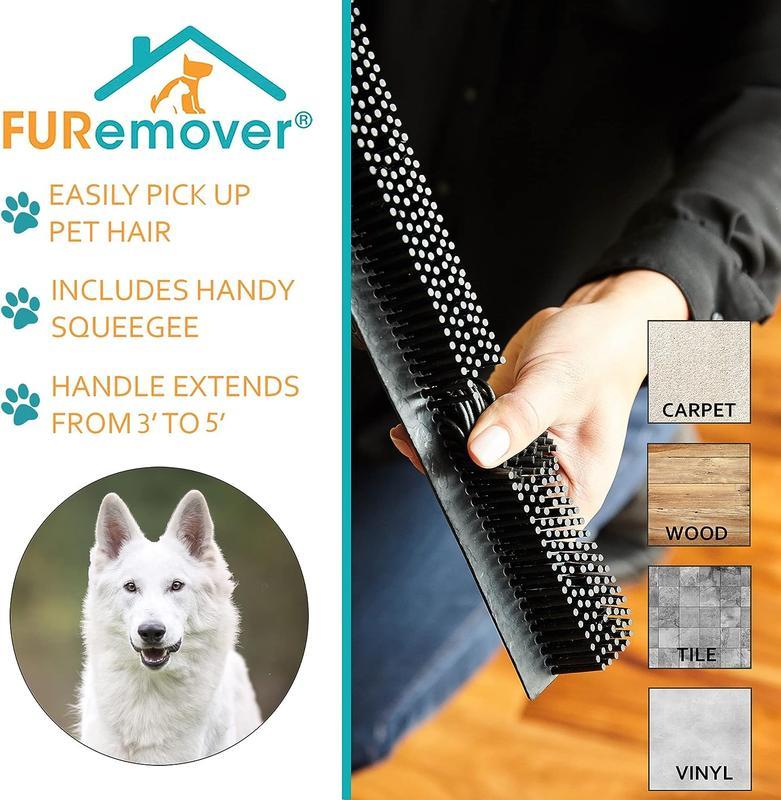 FURemover®
EASILY PICK UP
PET HAIR
INCLUDES HANDY
SQUEEGEE
HANDLE EXTENDS
FROM 3' TO 5'
CARPET
WOOD
TILE
VINYL